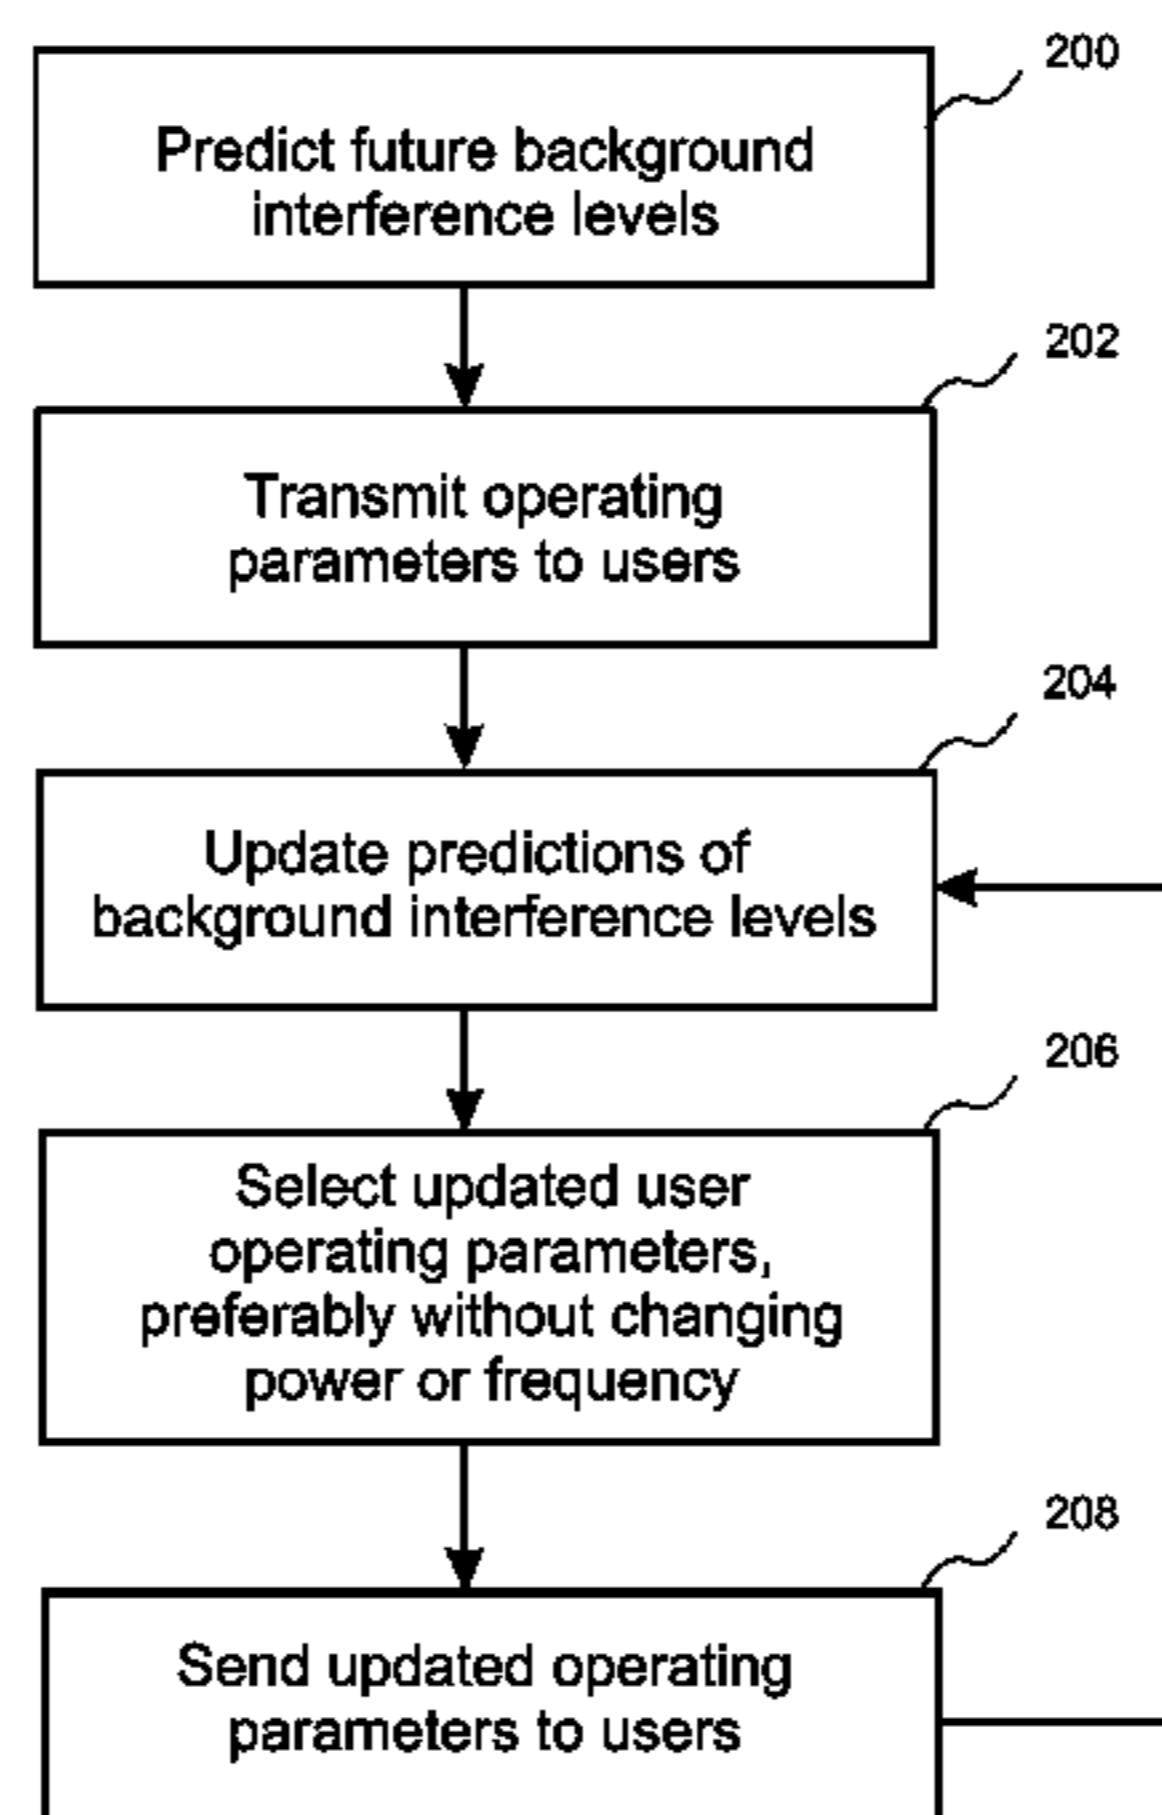 200
Predict future background
interference levels
202
Transmit operating
parameters to users
204
Update predictions of
background interference levels
206
Select updated user
operating parameters,
preferably without changing
power or frequency
208
Send updated operating
parameters to users